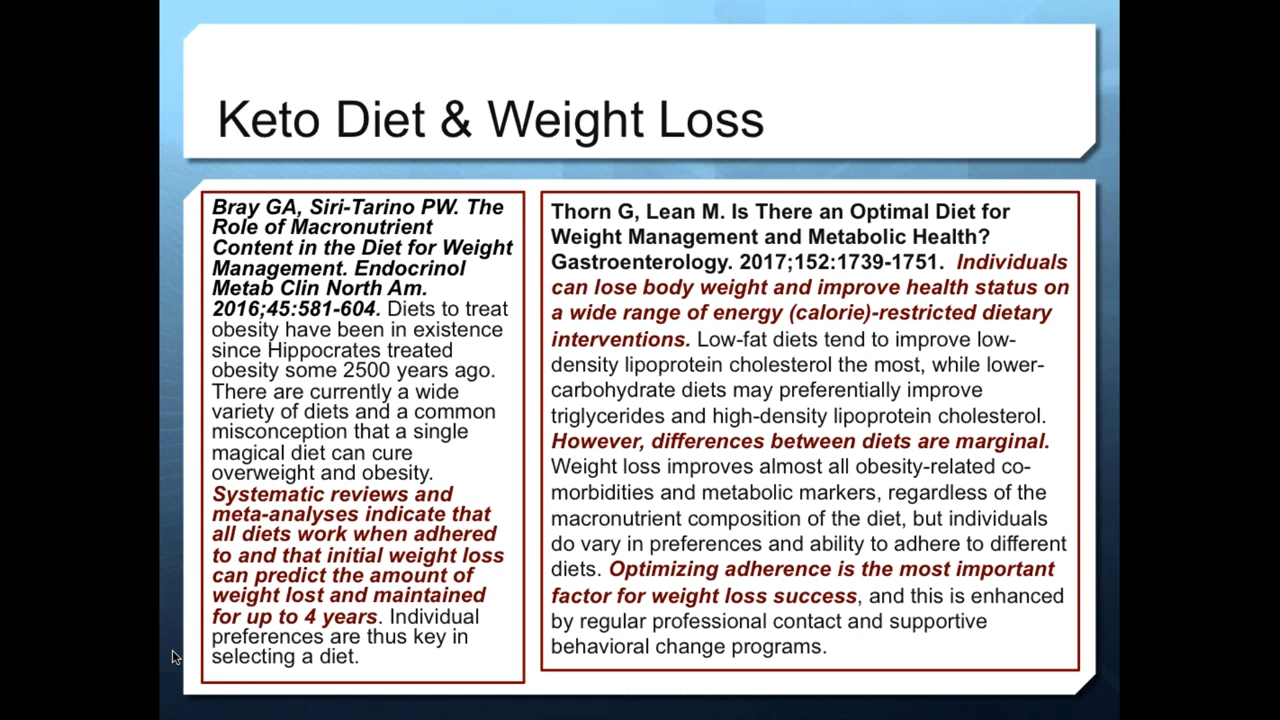 Keto Diet & Weight Loss
Bray GA, Siri-Tarino PW. The
Role of Macronutrient
Content in the Diet for Weight
Management. Endocrinol
Metab Clin North Am.
2016;45:581-604. Diets to treat
obesity have been in existence
since Hippocrates treated
obesity some 2500 years ago.
There are currently a wide
variety of diets and a common
misconception that a single
magical diet can cure
overweight and obesity.
Systematic reviews and
meta-analyses indicate that
all diets work when adhered
to and that initial weight loss
can predict the amount of
weight lost and maintained
for up to 4 years. Individual
preferences are thus key in
selecting a diet.
Thorn G, Lean M. Is There an Optimal Diet for
Weight Management and Metabolic Health?
Gastroenterology. 2017;152:1739-1751. Individuals
can lose body weight and improve health status on
a wide range of energy (calorie)-restricted dietary
interventions. Low-fat diets tend to improve low-
density lipoprotein cholesterol the most, while lower-
carbohydrate diets may preferentially improve
triglycerides and high-density lipoprotein cholesterol.
However, differences between diets are marginal.
Weight loss improves almost all obesity-related co-
morbidities and metabolic markers, regardless of the
macronutrient composition of the diet, but individuals
do vary in preferences and ability to adhere to different
diets. Optimizing adherence is the most important
factor for weight loss success, and this is enhanced
by regular professional contact and supportive
behavioral change programs.